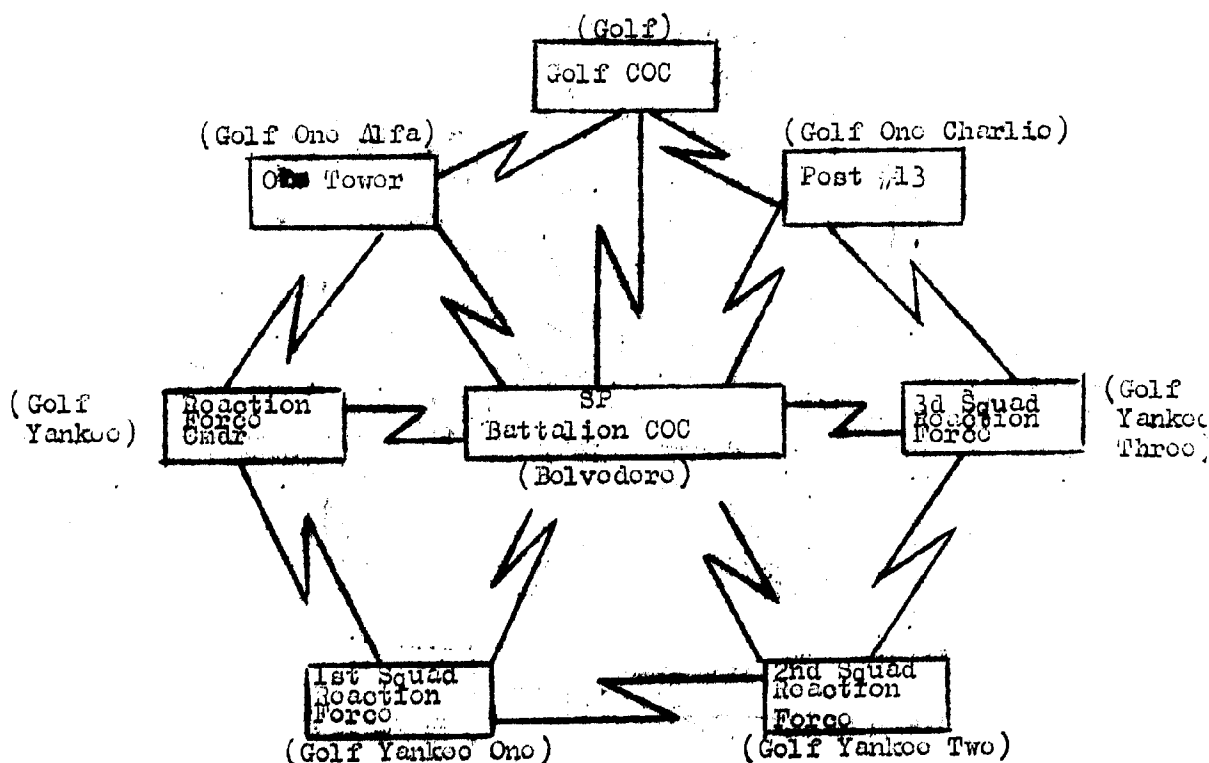 (Golf)
Golf COC
(Golf One Alfa)
(Golf One Charlie)
Tower
Post #13
(Golf
Yankee)
Reaction
Force
Cmdr
SP
Battalion COC
(Belvedere)
3d Squad
Reaction
Force
(Golf
Yankee
Three)
1st Squad
Reaction
Force
(Golf Yankee One)
2nd Squad
Reaction
Force
(Golf Yankee Two)